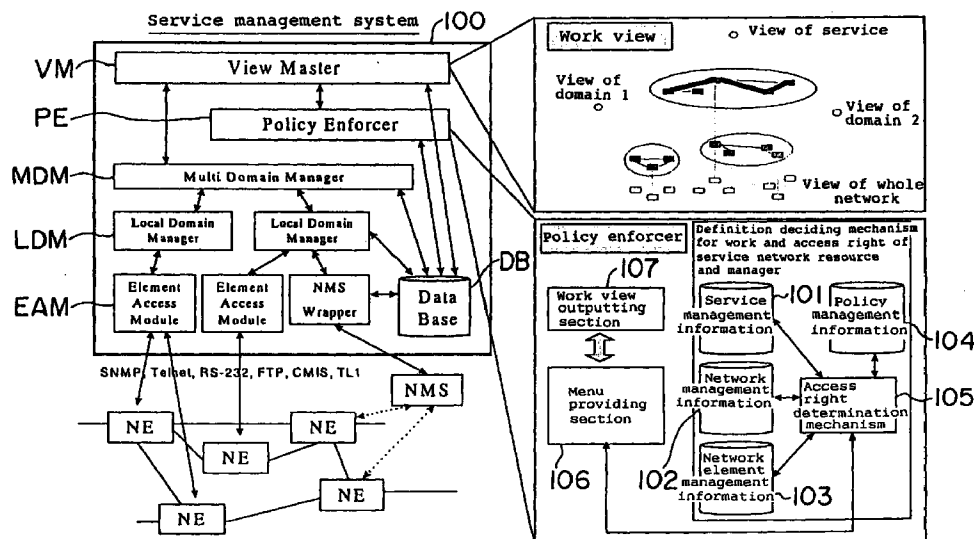 Service management system
100
VM
View Master
PE
Policy Enforcer
MDM
Multi Domain Manager
LDM
Local Domain
Manager
Local Domain
Manager
DB
EAM
Element
Access
Module
Element
Access
Module
NMS
Wrapper
Data
Base
SNMP, Telnet, RS-232, FTP, CMIS, TL1
NMS
NE
NE
NE
NE
NE
Work view
View of service
View of
domain 1
View of
domain 2
View of whole
network
Policy enforcer
Definition deciding mechanism
for work and access right of
service network resource
and manager
107
Work view
outputting
section
Menu
providing
section
106
Service
management
information
101
Policy
management
information
104
Network
management
information
102
Access
right
determination
mechanism
105
Network
element
management
information
103